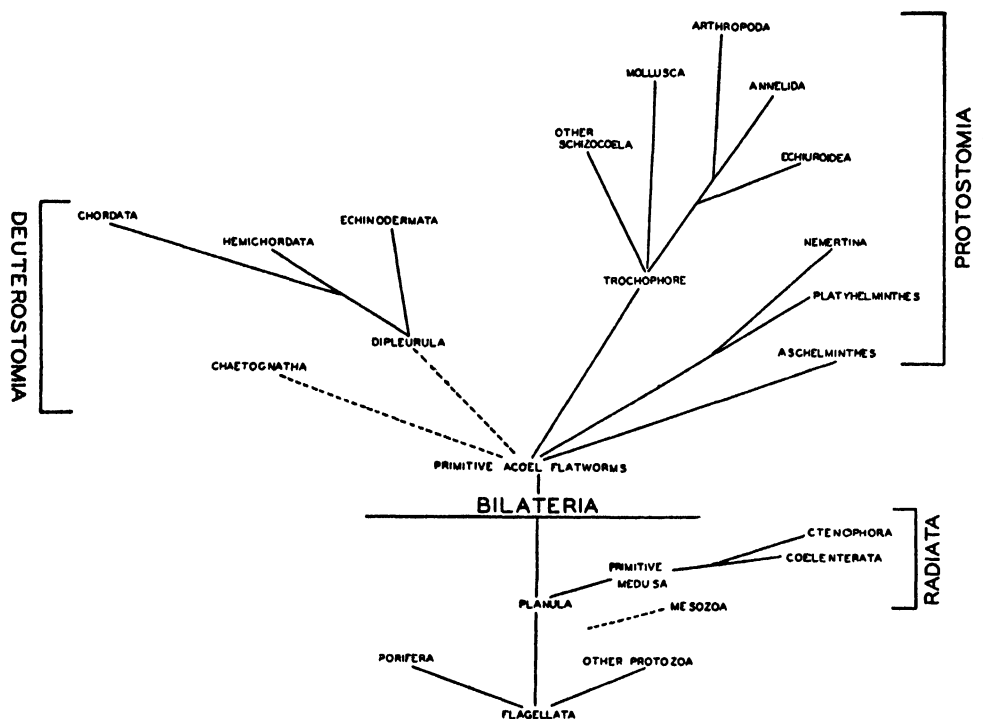 ARTHROPODA
MOLLUSCA
ANNELIDA
OTHER
SCHIZOCOELA
ECHIUROIDEA
PROTOSTOMIA
DEUTEROSTOMIA
CHORDATA
ECHINODERMATA
HEMICHORDATA
NEMERTINA
TROCHOPHORE
PLATYHELMINTHES
DIPLEURULA
ASCHELMINTHES
CHAETOGNATHA
PRIMITIVE ACOEL FLATWORMS
BILATERIA
CTENOPHORA
COELENTERATA
RADIATA
PRIMITIVE
MEDUSA
PLANULA
MESOZOA
PORIFERA
OTHER PROTOZOA
FLAGELLATA